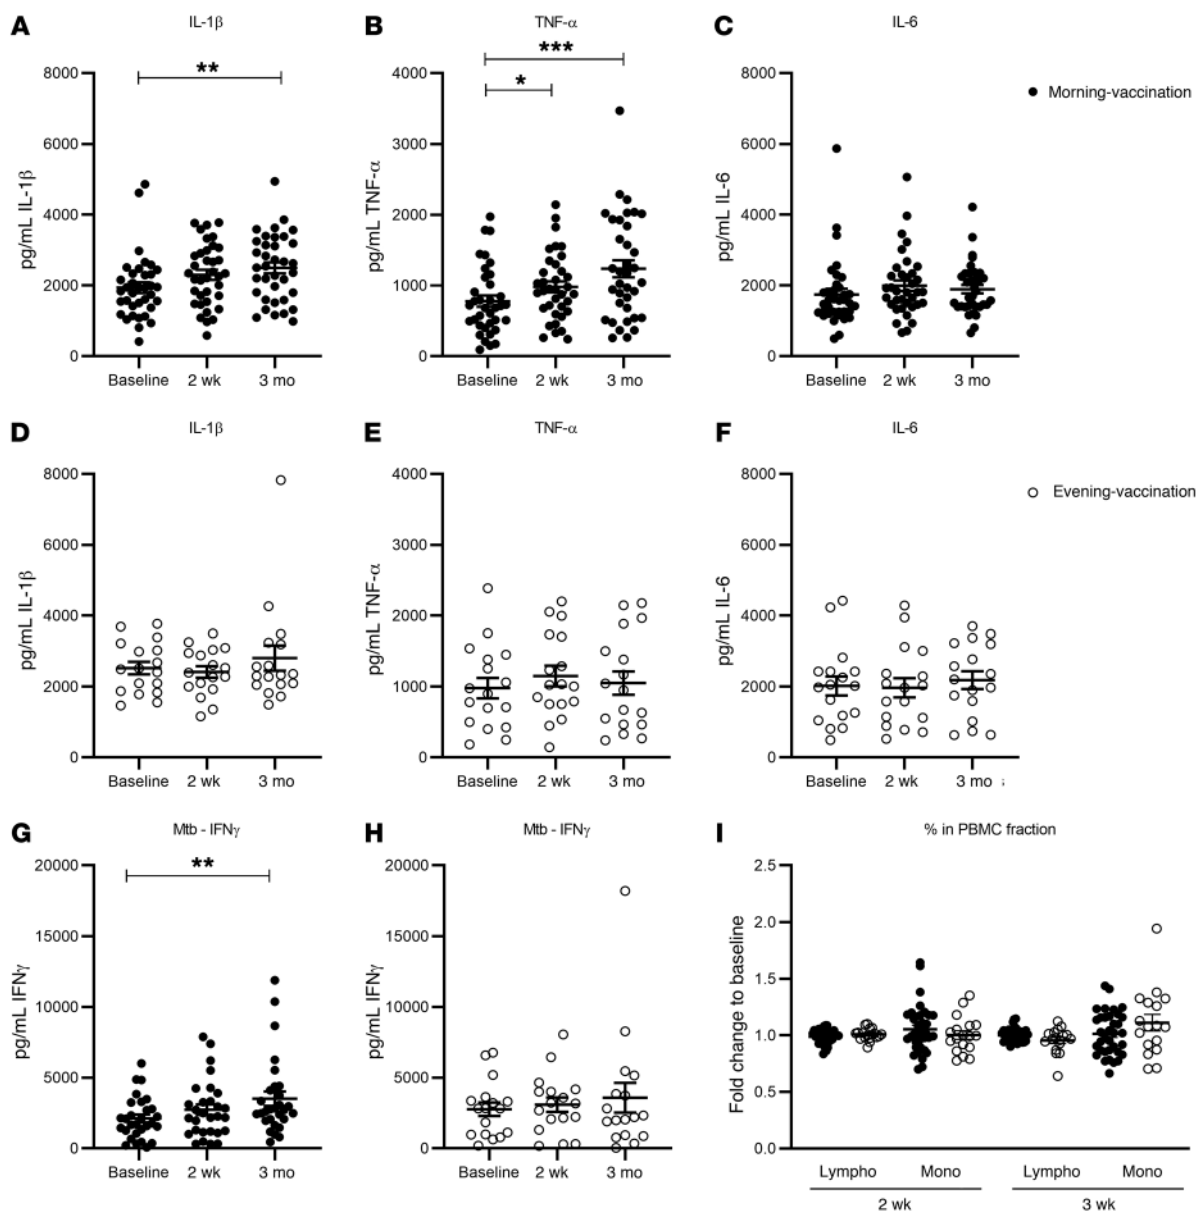 A IL-1β
B TNF-α
C IL-6
**
***
*
8000
6000
4000
2000
0
pg/mL IL-1β
Baseline 2 wk 3 mo
4000
3000
2000
1000
0
pg/mL TNF-α
Baseline 2 wk 3 mo
8000
6000
4000
2000
0
pg/mL IL-6
Baseline 2 wk 3 mo
Morning-vaccination
D IL-1β
E TNF-α
F IL-6
8000
6000
4000
2000
0
pg/mL IL-1β
Baseline 2 wk 3 mo
4000
3000
2000
1000
0
pg/mL TNF-α
Baseline 2 wk 3 mo
8000
6000
4000
2000
0
pg/mL IL-6
Baseline 2 wk 3 mo
Evening-vaccination
G Mtb - IFNγ
H Mtb - IFNγ
I % in PBMC fraction
**
20000
15000
10000
5000
0
pg/mL IFNγ
Baseline 2 wk 3 mo
20000
15000
10000
5000
0
pg/mL IFNγ
Baseline 2 wk 3 mo
2.5
2.0
1.5
1.0
0.5
0.0
Fold change to baseline
Lympho Mono Lympho Mono
2 wk 3 wk